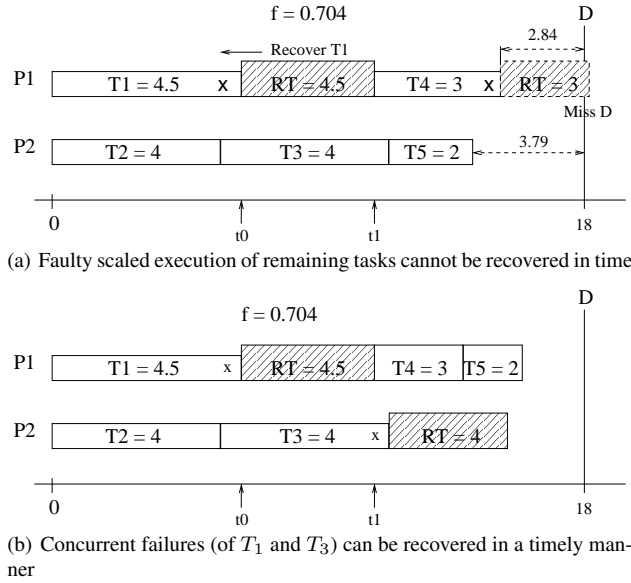 f = 0.704
D
2.84
Recover T1
P1
T1 = 4.5
x
RT = 4.5
T4 = 3
x
RT = 3
Miss D
P2
T2 = 4
T3 = 4
T5 = 2
3.79
0
t0
t1
18
(a) Faulty scaled execution of remaining tasks cannot be recovered in time
D
f = 0.704
P1
T1 = 4.5
x
RT = 4.5
T4 = 3
T5 = 2
P2
T2 = 4
T3 = 4
x
RT = 4
0
t0
t1
18
(b) Concurrent failures (of T1 and T3) can be recovered in a timely man-
ner